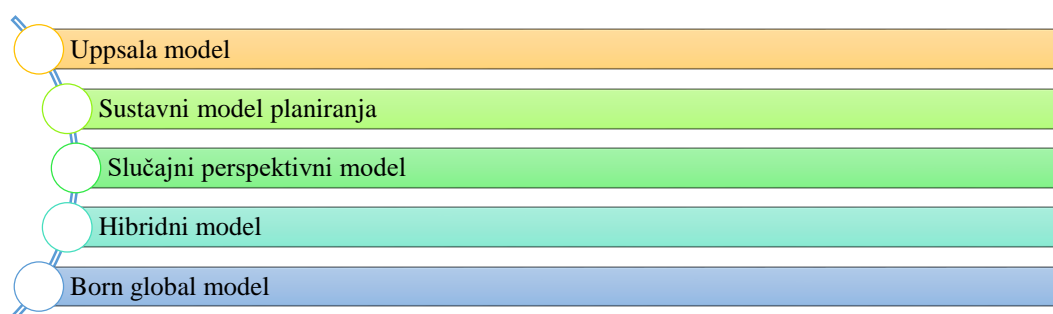 Uppsala model
Sustavni model planiranja
Slučajni perspektivni model
Hibridni model
Born global model